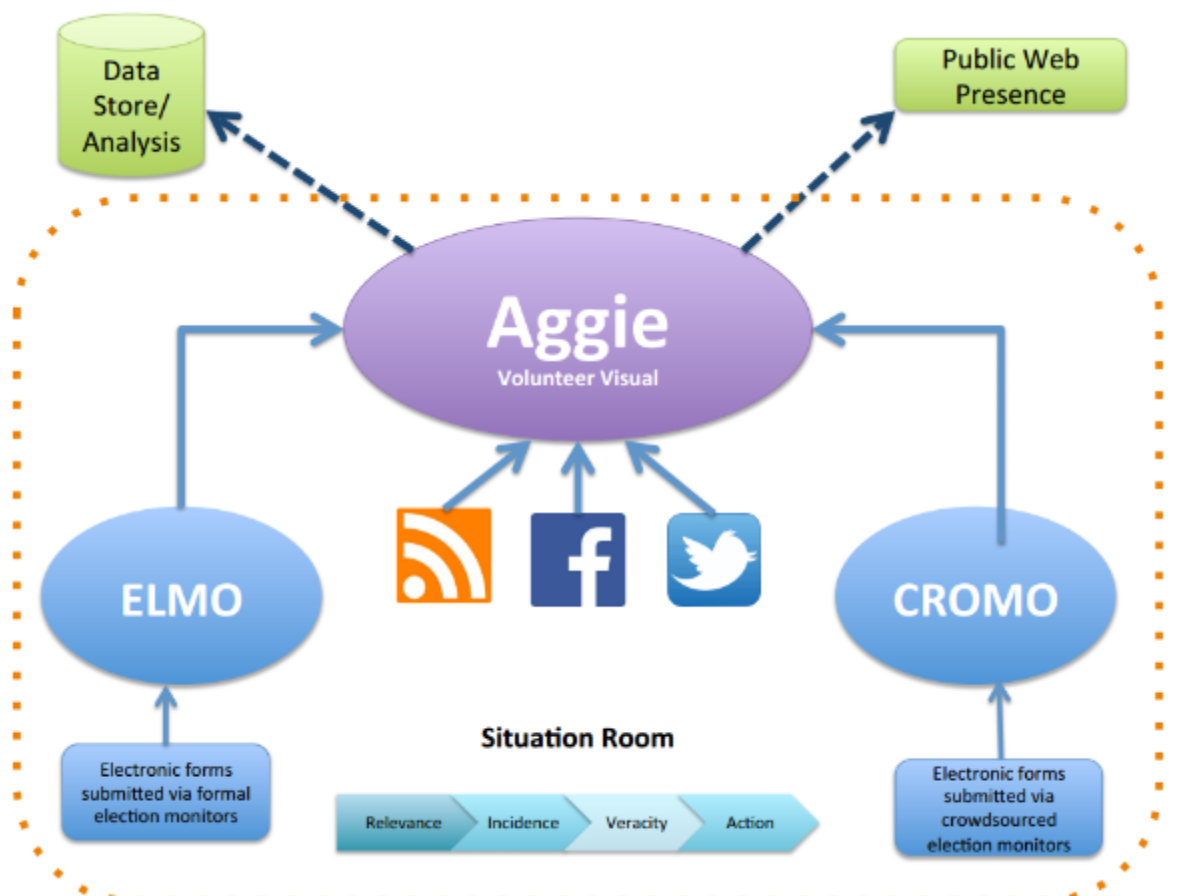 Data
Store/
Analysis
Public Web
Presence
Aggie
Volunteer Visual
ELMO
CROMO
Situation Room
Electronic forms
submitted via formal
election monitors
Relevance
Incidence
Veracity
Action
Electronic forms
submitted via
crowdsourced
election monitors